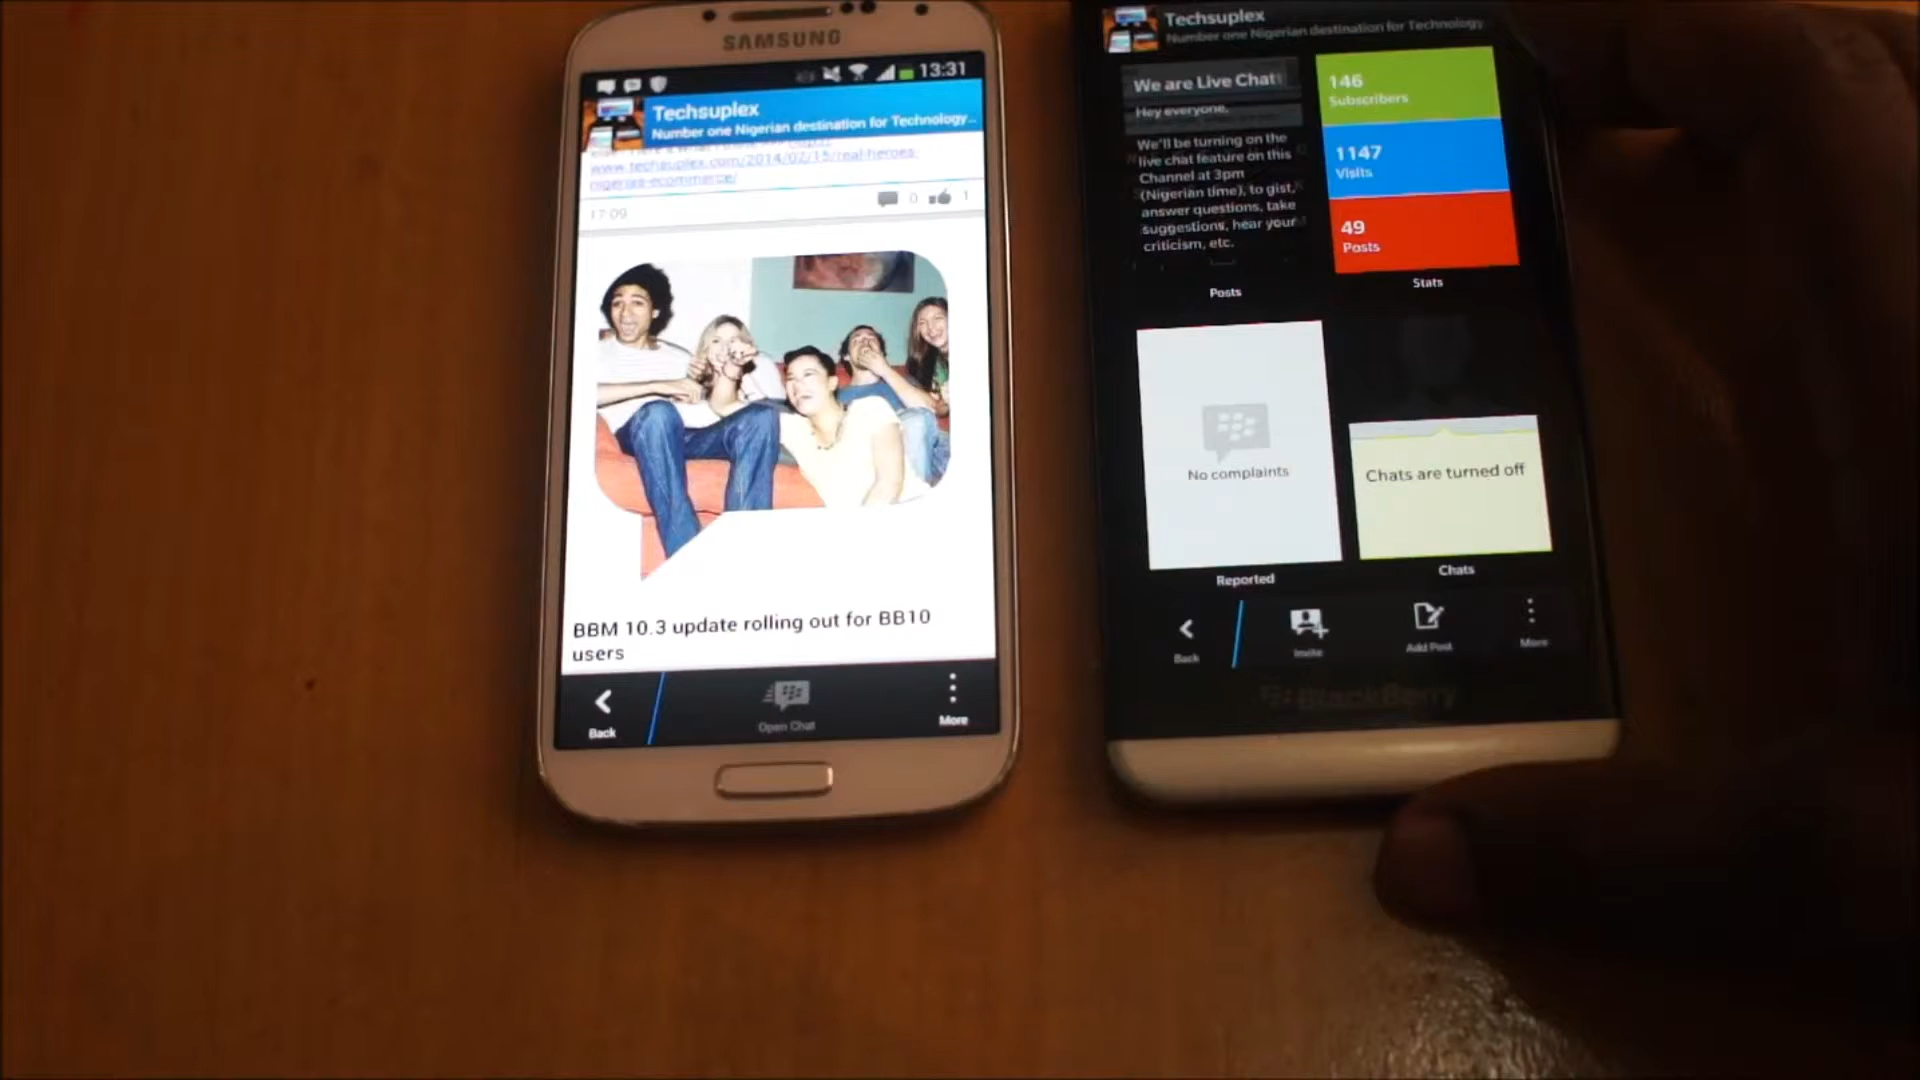 SAMSUNG
13:31
Techsuplex
Number one Nigerian destination for Technology...
www.techsuplex.com/2014/02/15/real-heroes-
nigerias-ecommerce/
17:09
0
1
BBM 10.3 update rolling out for BB10
users
Back
Open Chat
More
Techsuplex
Number one Nigerian destination for Technology
We are Live Chat
Hey everyone,
We'll be turning on the
live chat feature on this
Channel at 3pm
(Nigerian time), to gist,
answer questions, take
suggestions, hear your
criticism, etc.
Posts
146
Subscribers
1147
Visits
49
Posts
Stats
No complaints
Reported
Chats are turned off
Chats
Back
Invite
Add Post
More
BlackBerry